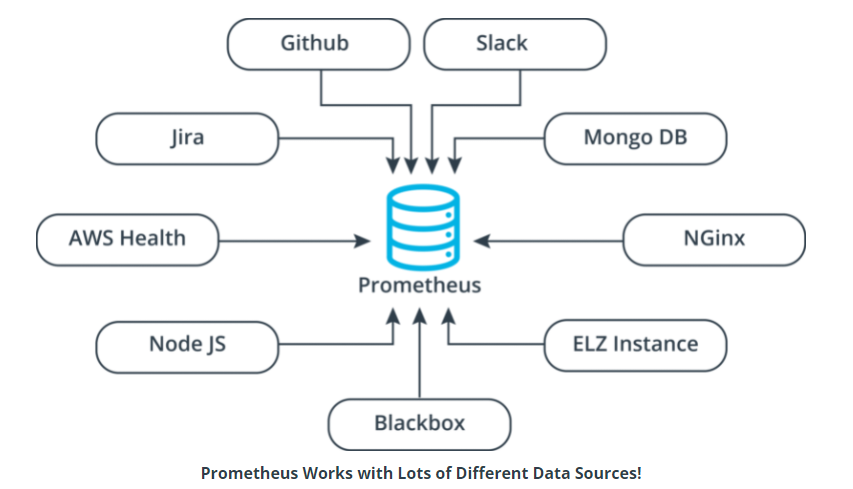 Github
Slack
Jira
Mongo DB
AWS Health
NGinx
Prometheus
Node JS
ELZ Instance
Blackbox
Prometheus Works with Lots of Different Data Sources!